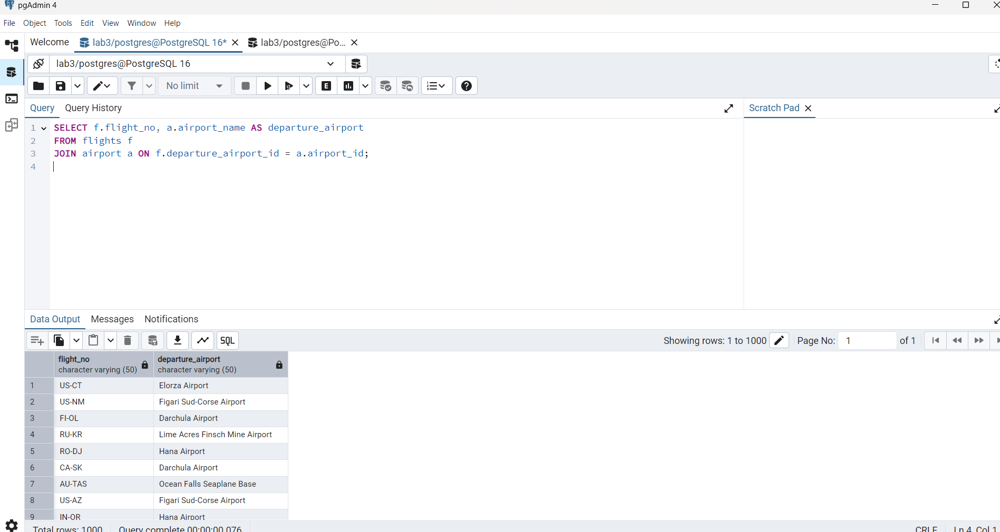 pgAdmin 4
File Object Tools Edit View Window Help
Welcome lab3/postgres@PostgreSQL 16* lab3/postgres@Po...
lab3/postgres@PostgreSQL 16
No limit
Query Query History
Scratch Pad
1 SELECT f.flight_no, a.airport_name AS departure_airport
2 FROM flights f
3 JOIN airport a ON f.departure_airport_id = a.airport_id;
4
Data Output Messages Notifications
SQL Showing rows: 1 to 1000 Page No: 1 of 1
flight_no departure_airport
character varying (50) character varying (50)
1 US-CT Elorza Airport
2 US-NM Figari Sud-Corse Airport
3 FI-OL Darchula Airport
4 RU-KR Lime Acres Finsch Mine Airport
5 RO-DJ Hana Airport
6 CA-SK Darchula Airport
7 AU-TAS Ocean Falls Seaplane Base
8 US-AZ Figari Sud-Corse Airport
9 IN-OR Hana Airport
Total rows: 1000 Query complete 00:00:00.076 CRLF Ln 4, Col 1